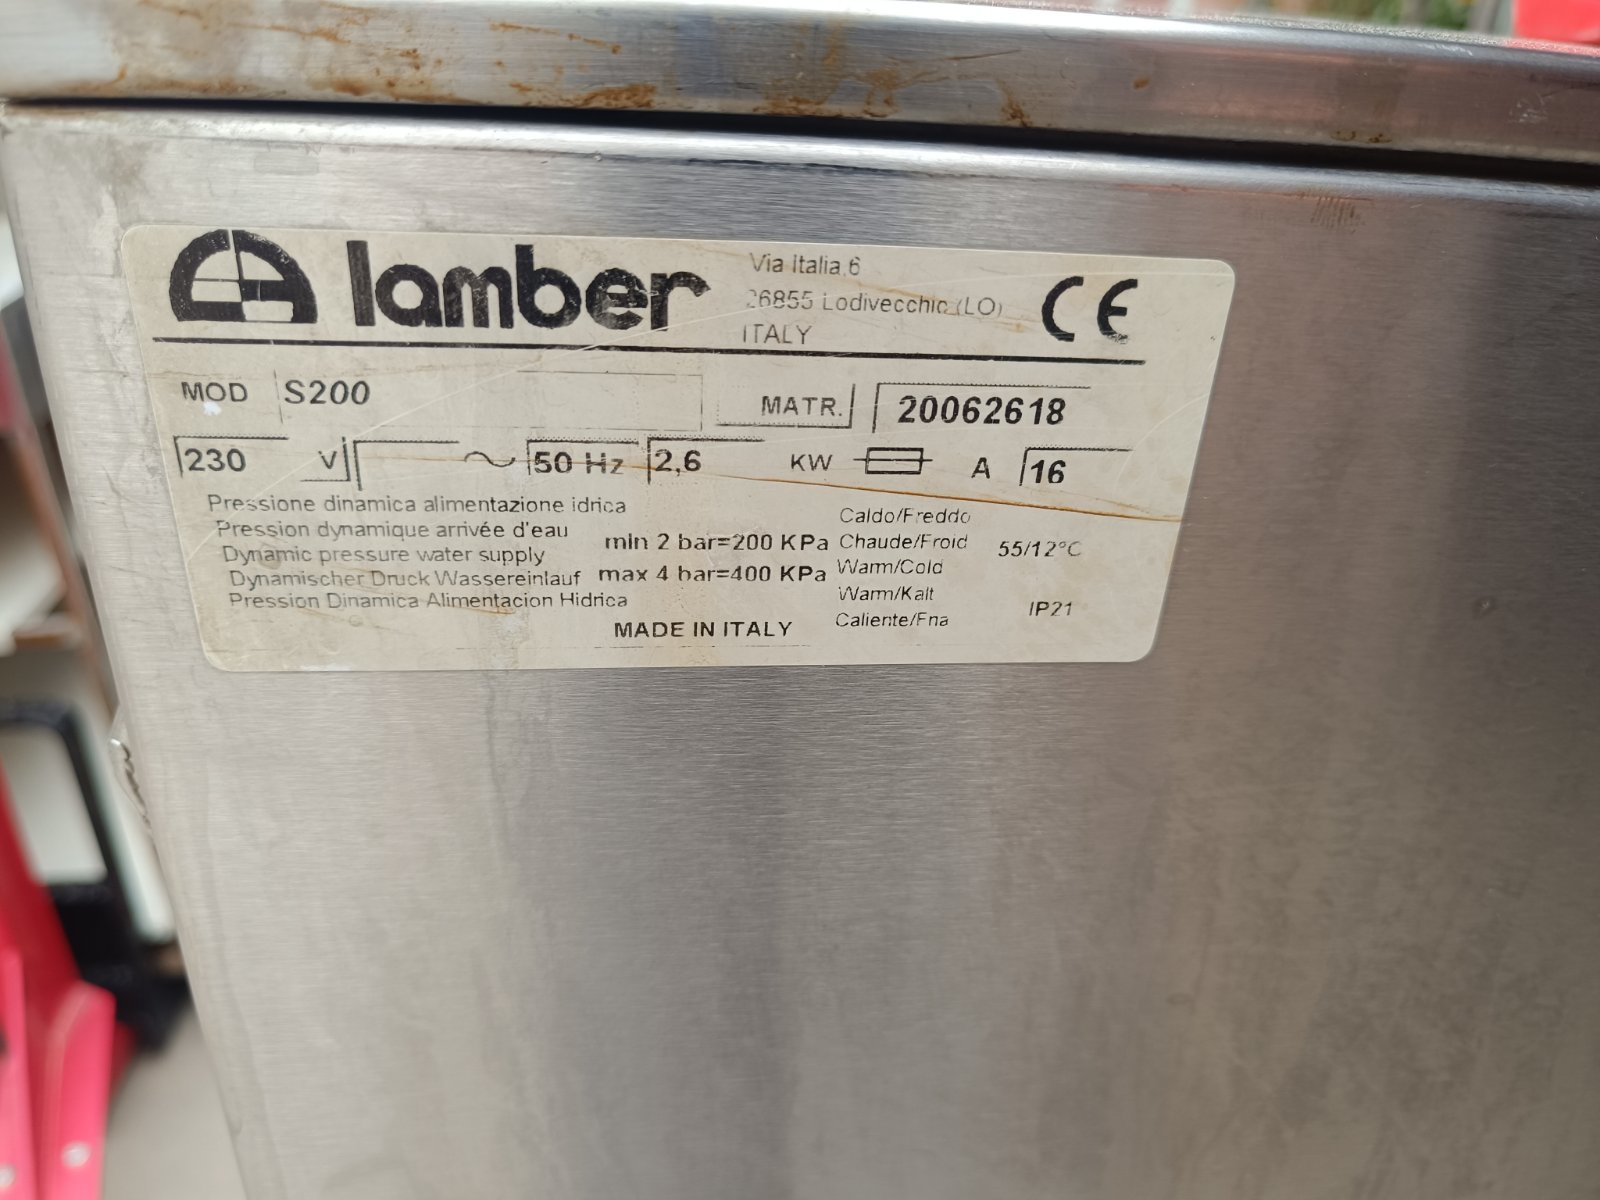 lamber
Via Italia,6
26855 Lodivecchio (LO)
ITALY
CE
MOD S200 MATR. 20062618
230 V ~ 50 Hz 2,6 KW A 16
Pressione dinamica alimentazione idrica
Pression dynamique arrivée d'eau
Dynamic pressure water supply
Dynamischer Druck Wassereinlauf
Pression Dinamica Alimentacion Hidrica
min 2 bar=200 KPa
max 4 bar=400 KPa
Caldo/Freddo
Chaude/Froid
Warm/Cold
Warm/Kalt
Caliente/Fria
55/12°C
IP21
MADE IN ITALY